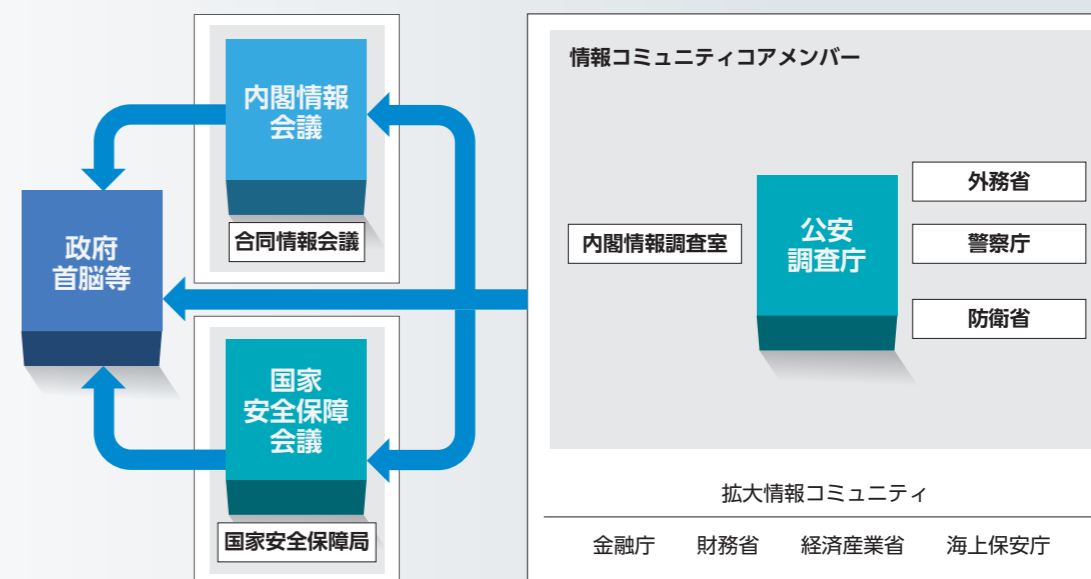 内閣情報
会議
合同情報会議
政府
首脳等
国家
安全保障
会議
国家安全保障局
情報コミュニティコアメンバー
内閣情報調査室
公安
調査庁
外務省
警察庁
防衛省
拡大情報コミュニティ
金融庁 財務省 経済産業省 海上保安庁